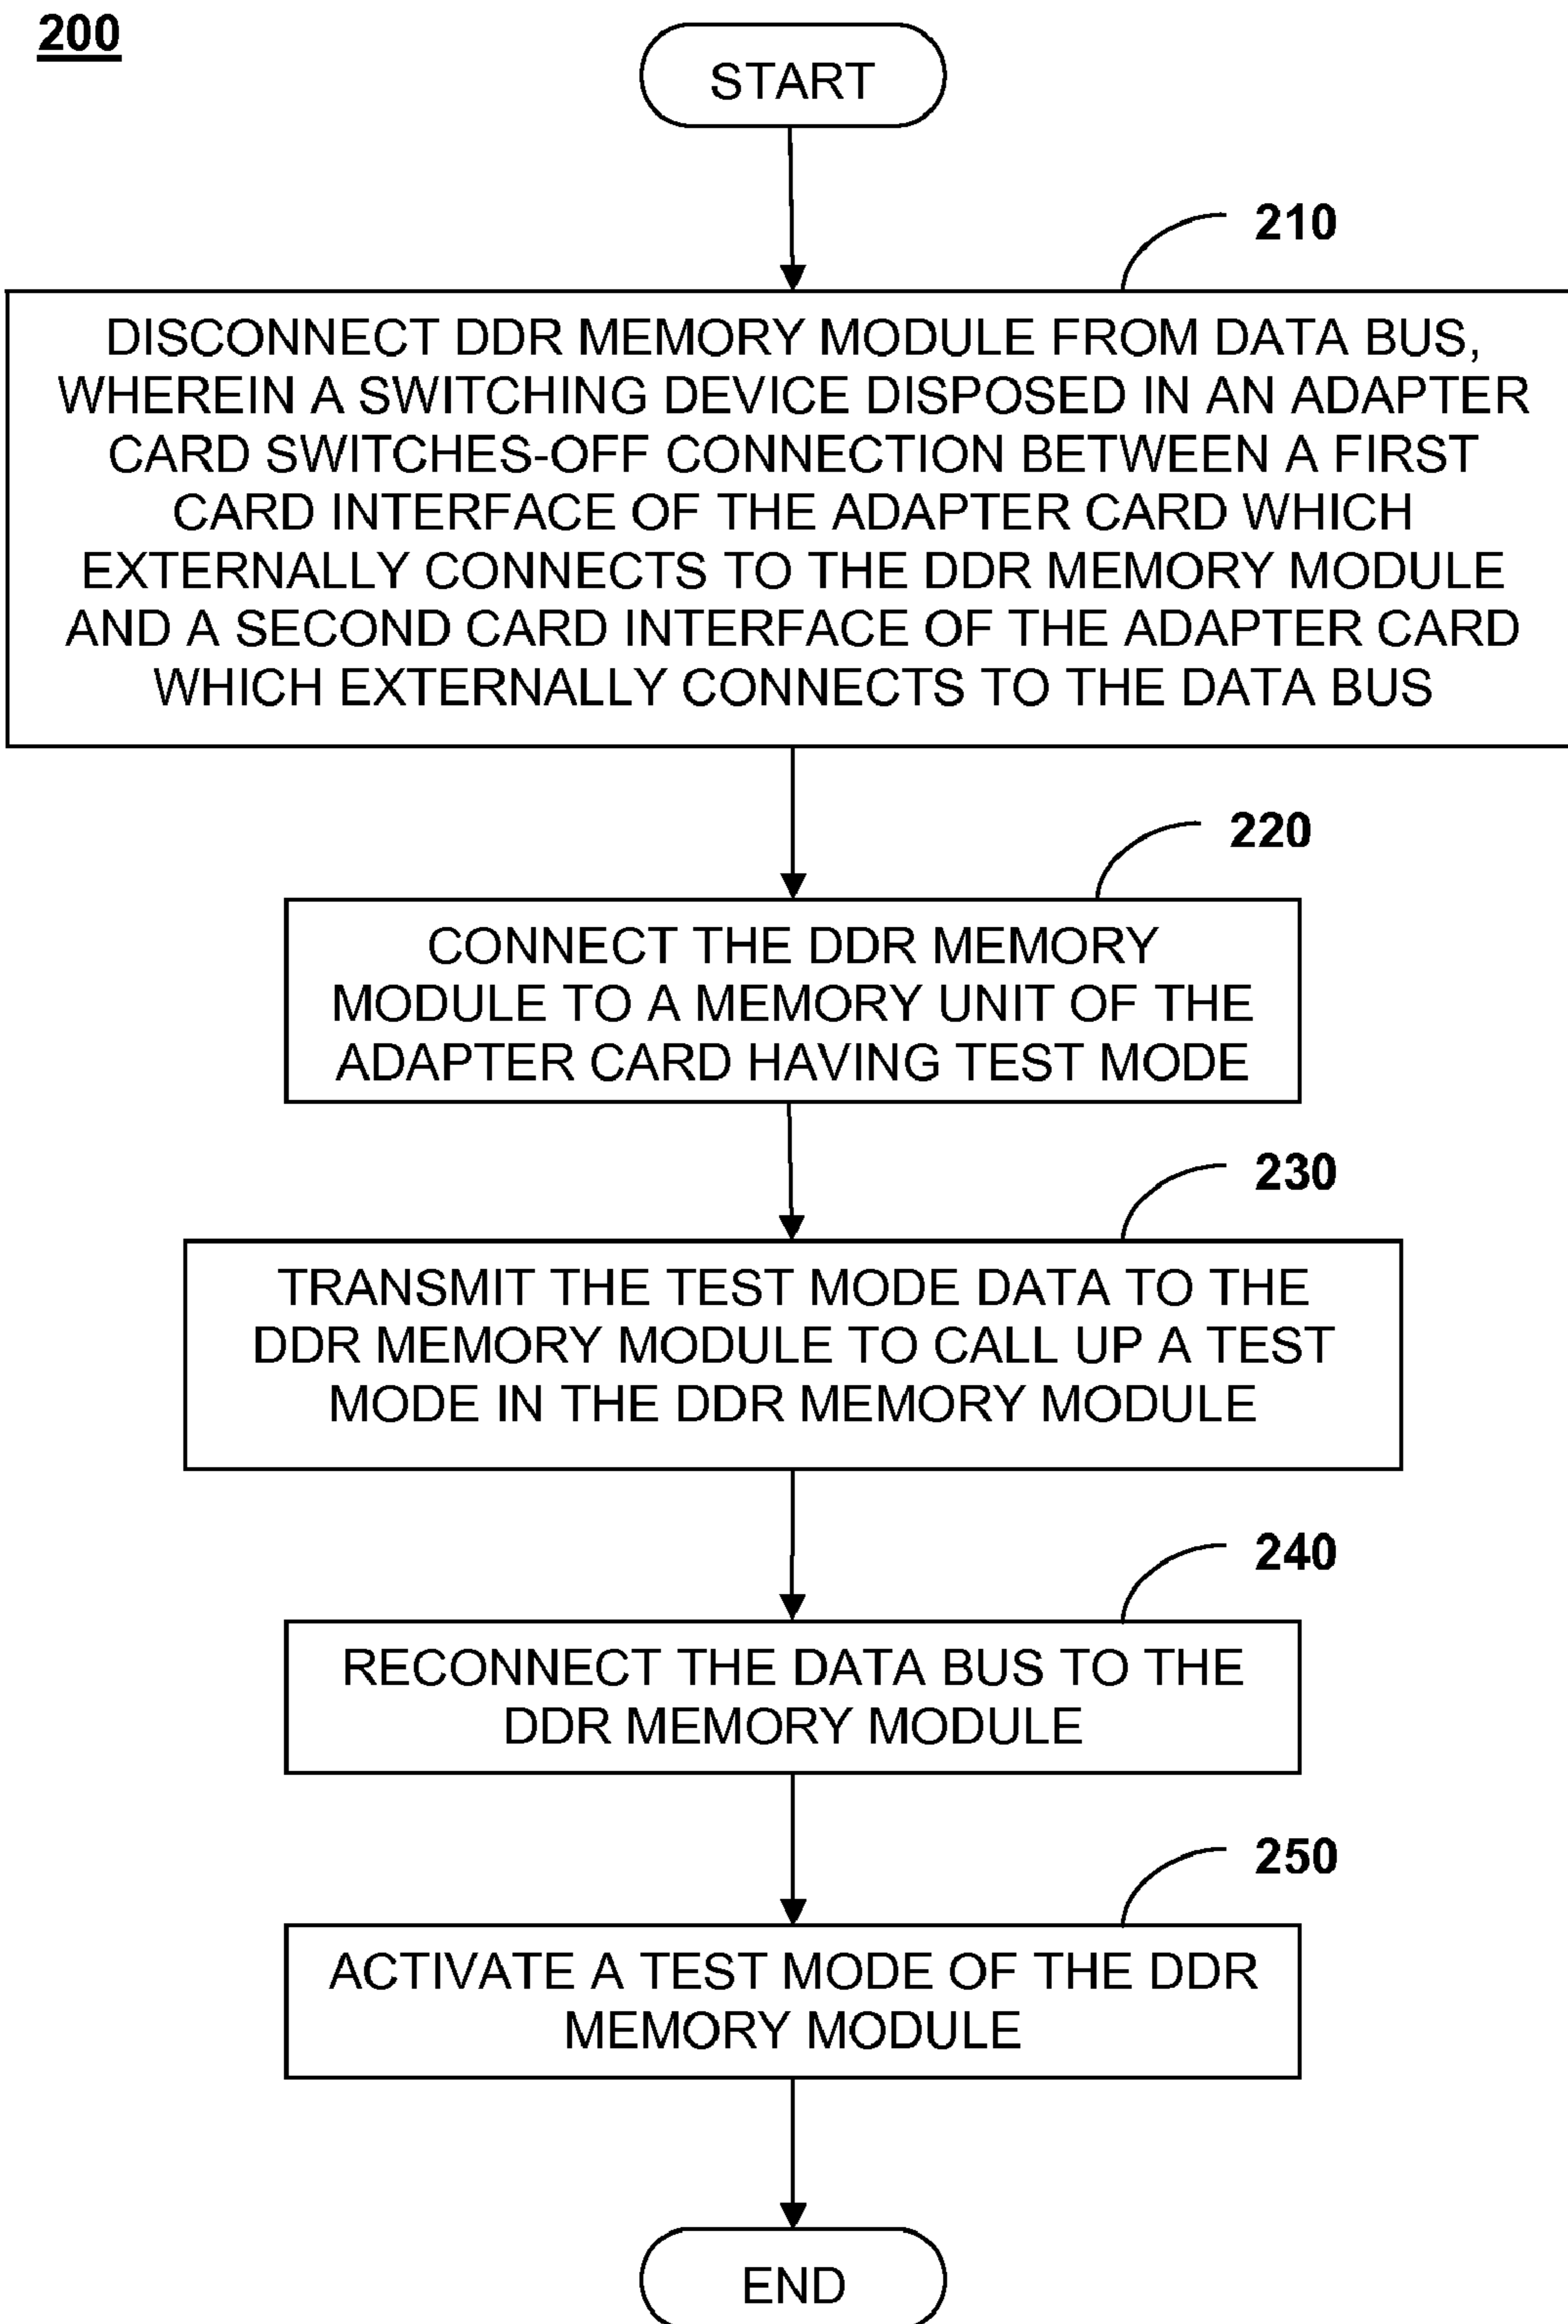 200
START
210
DISCONNECT DDR MEMORY MODULE FROM DATA BUS,
WHEREIN A SWITCHING DEVICE DISPOSED IN AN ADAPTER
CARD SWITCHES-OFF CONNECTION BETWEEN A FIRST
CARD INTERFACE OF THE ADAPTER CARD WHICH
EXTERNALLY CONNECTS TO THE DDR MEMORY MODULE
AND A SECOND CARD INTERFACE OF THE ADAPTER CARD
WHICH EXTERNALLY CONNECTS TO THE DATA BUS
220
CONNECT THE DDR MEMORY
MODULE TO A MEMORY UNIT OF THE
ADAPTER CARD HAVING TEST MODE
230
TRANSMIT THE TEST MODE DATA TO THE
DDR MEMORY MODULE TO CALL UP A TEST
MODE IN THE DDR MEMORY MODULE
240
RECONNECT THE DATA BUS TO THE
DDR MEMORY MODULE
250
ACTIVATE A TEST MODE OF THE DDR
MEMORY MODULE
END